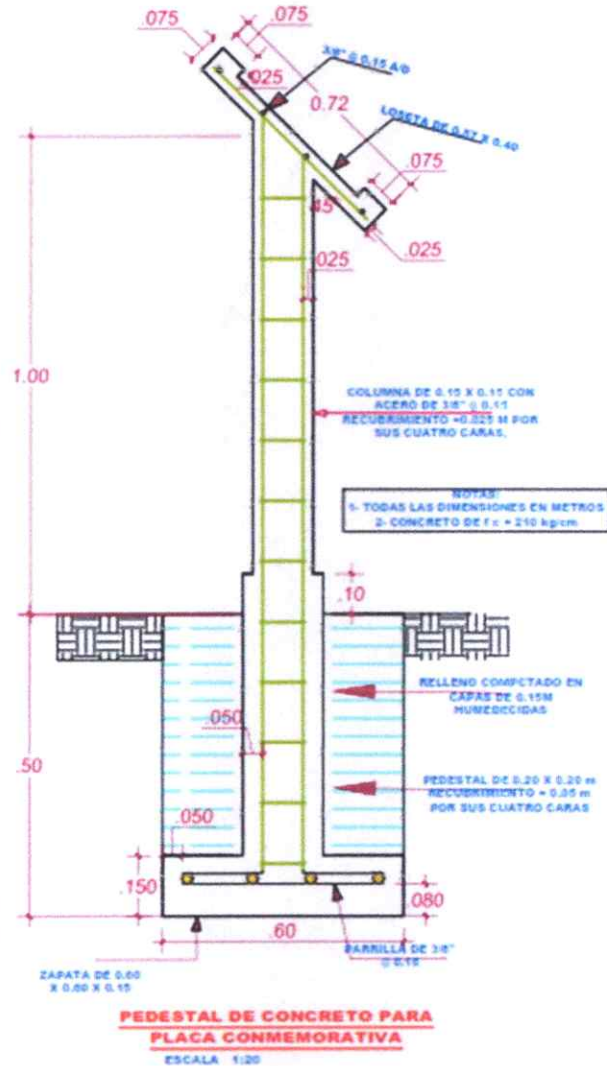 .075
.075
3/8" @ 0.15 A/D
.025
0.72
LOSETA DE 0.57 X 0.40
.075
45°
.025
.025
1.00
COLUMNA DE 0.15 X 0.15 CON
ACERO DE 3/8" @ 0.15
RECUBRIMIENTO =0.025 M POR
SUS CUATRO CARAS.
NOTAS:
1- TODAS LAS DIMENSIONES EN METROS
2- CONCRETO DE f'c = 210 kg/cm
.10
RELLENO COMPCTADO EN
CAPAS DE 0.15M
HUMEDECIDAS
.050
.50
PEDESTAL DE 0.20 X 0.20 m
RECUBRIMIENTO = 0.05 m
POR SUS CUATRO CARAS
.050
.150
.080
.60
PARRILLA DE 3/8"
@ 0.15
ZAPATA DE 0.60
X 0.60 X 0.15
PEDESTAL DE CONCRETO PARA
PLACA CONMEMORATIVA
ESCALA 1:20